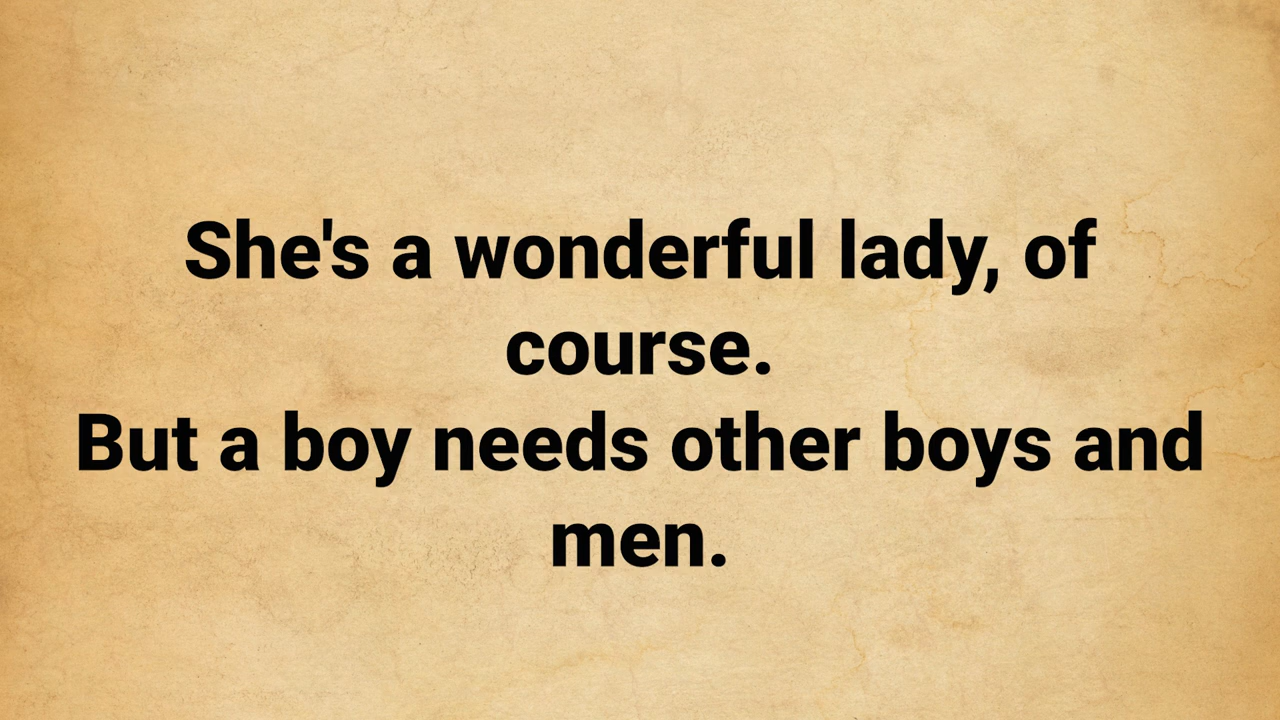 She's a wonderful lady, of
course.
But a boy needs other boys and
men.